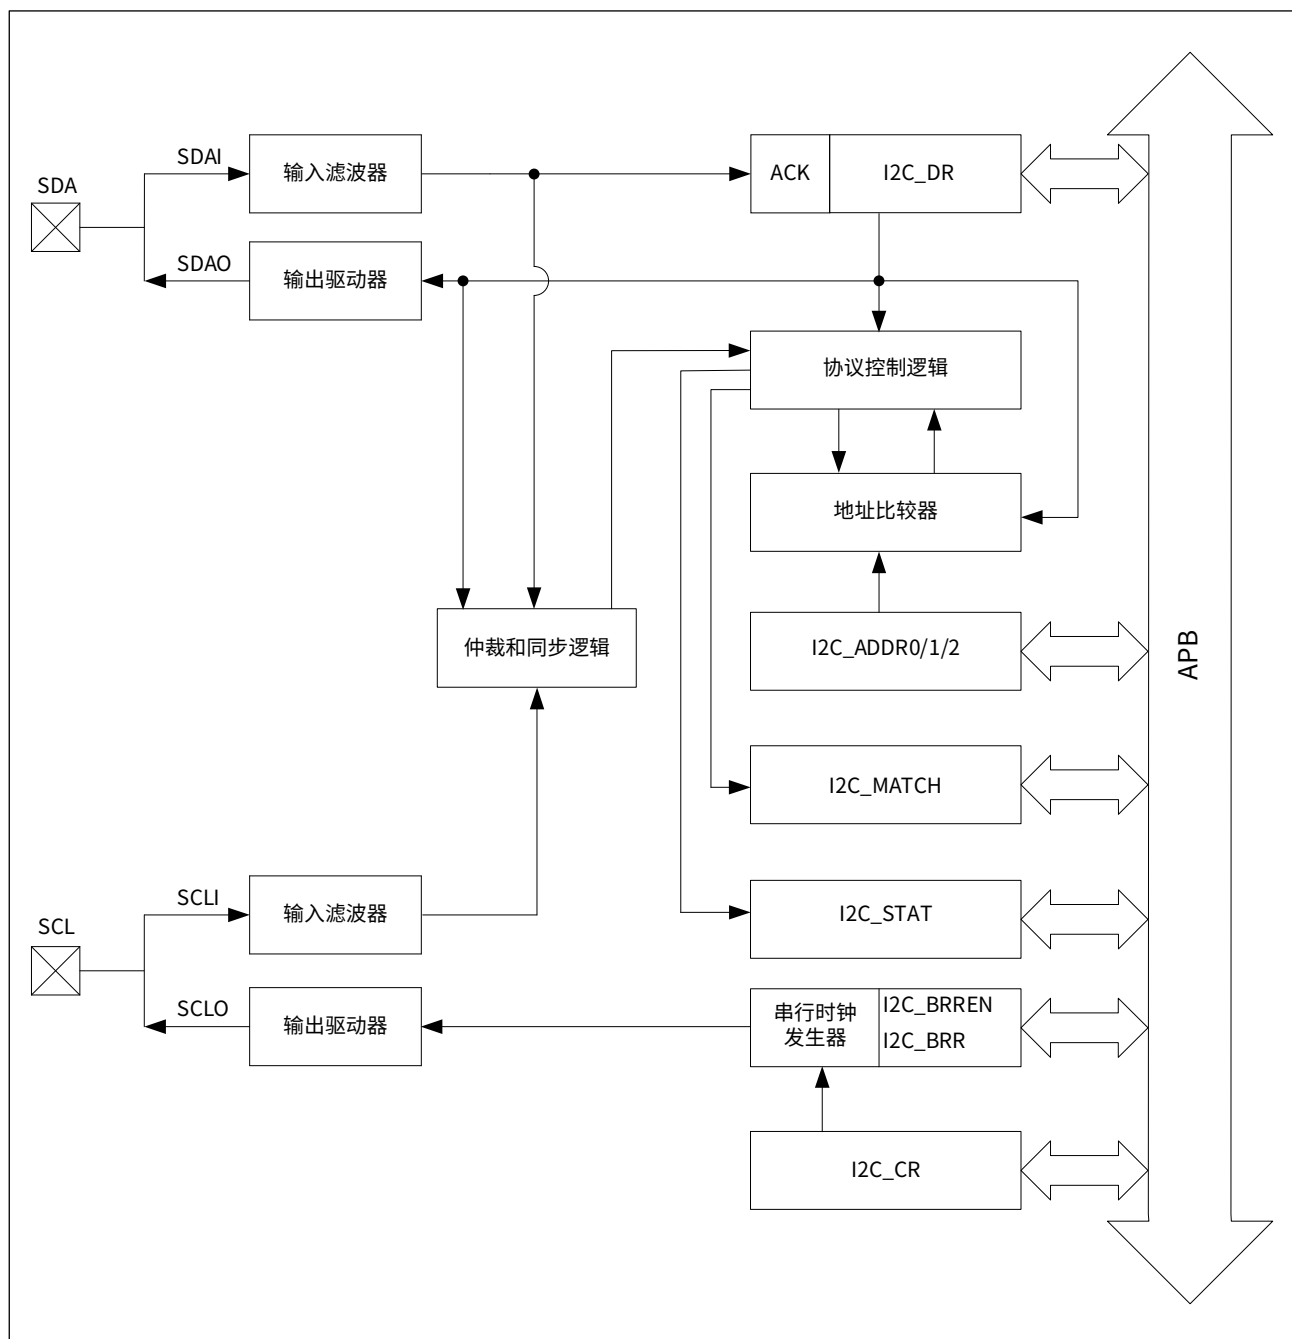 SDA
SDAI
输入滤波器
ACK
I2C_DR
SDAO
输出驱动器
协议控制逻辑
地址比较器
仲裁和同步逻辑
I2C_ADDR0/1/2
APB
I2C_MATCH
SCL
SCLI
输入滤波器
I2C_STAT
SCLO
输出驱动器
串行时钟
发生器
I2C_BRREN
I2C_BRR
I2C_CR